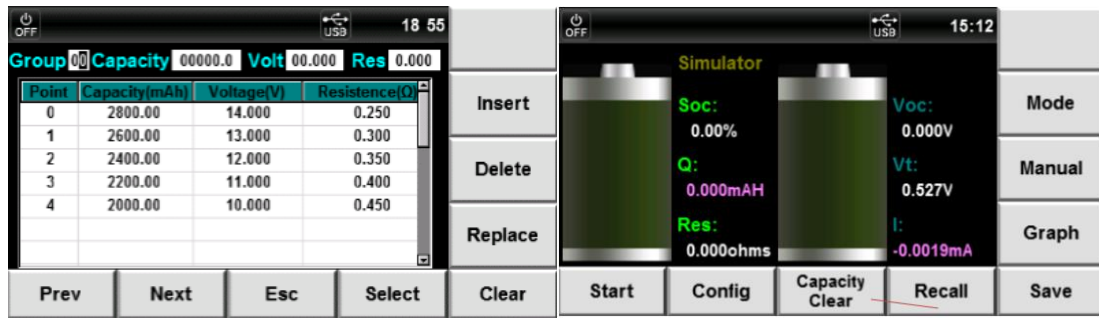 OFF USB 18 55
Group 00 Capacity 00000.0 Volt 00.000 Res 0.000
Point Capacity(mAh) Voltage(V) Resistence(Ω)
0 2800.00 14.000 0.250
1 2600.00 13.000 0.300
2 2400.00 12.000 0.350
3 2200.00 11.000 0.400
4 2000.00 10.000 0.450
Insert
Delete
Replace
Prev Next Esc Select Clear
OFF USB 15:12
Simulator
Soc: Voc:
0.00% 0.000V
Q: Vt:
0.000mAH 0.527V
Res: I:
0.000ohms -0.0019mA
Mode
Manual
Graph
Start Config Capacity Clear Recall Save